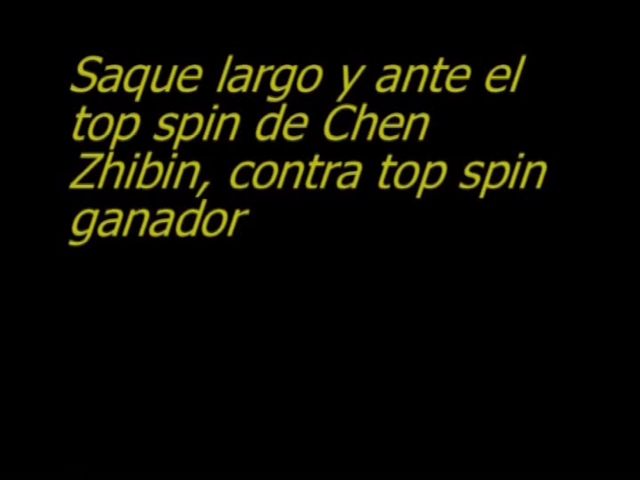 Saque largo y ante el
top spin de Chen
Zhibin, contra top spin
ganador